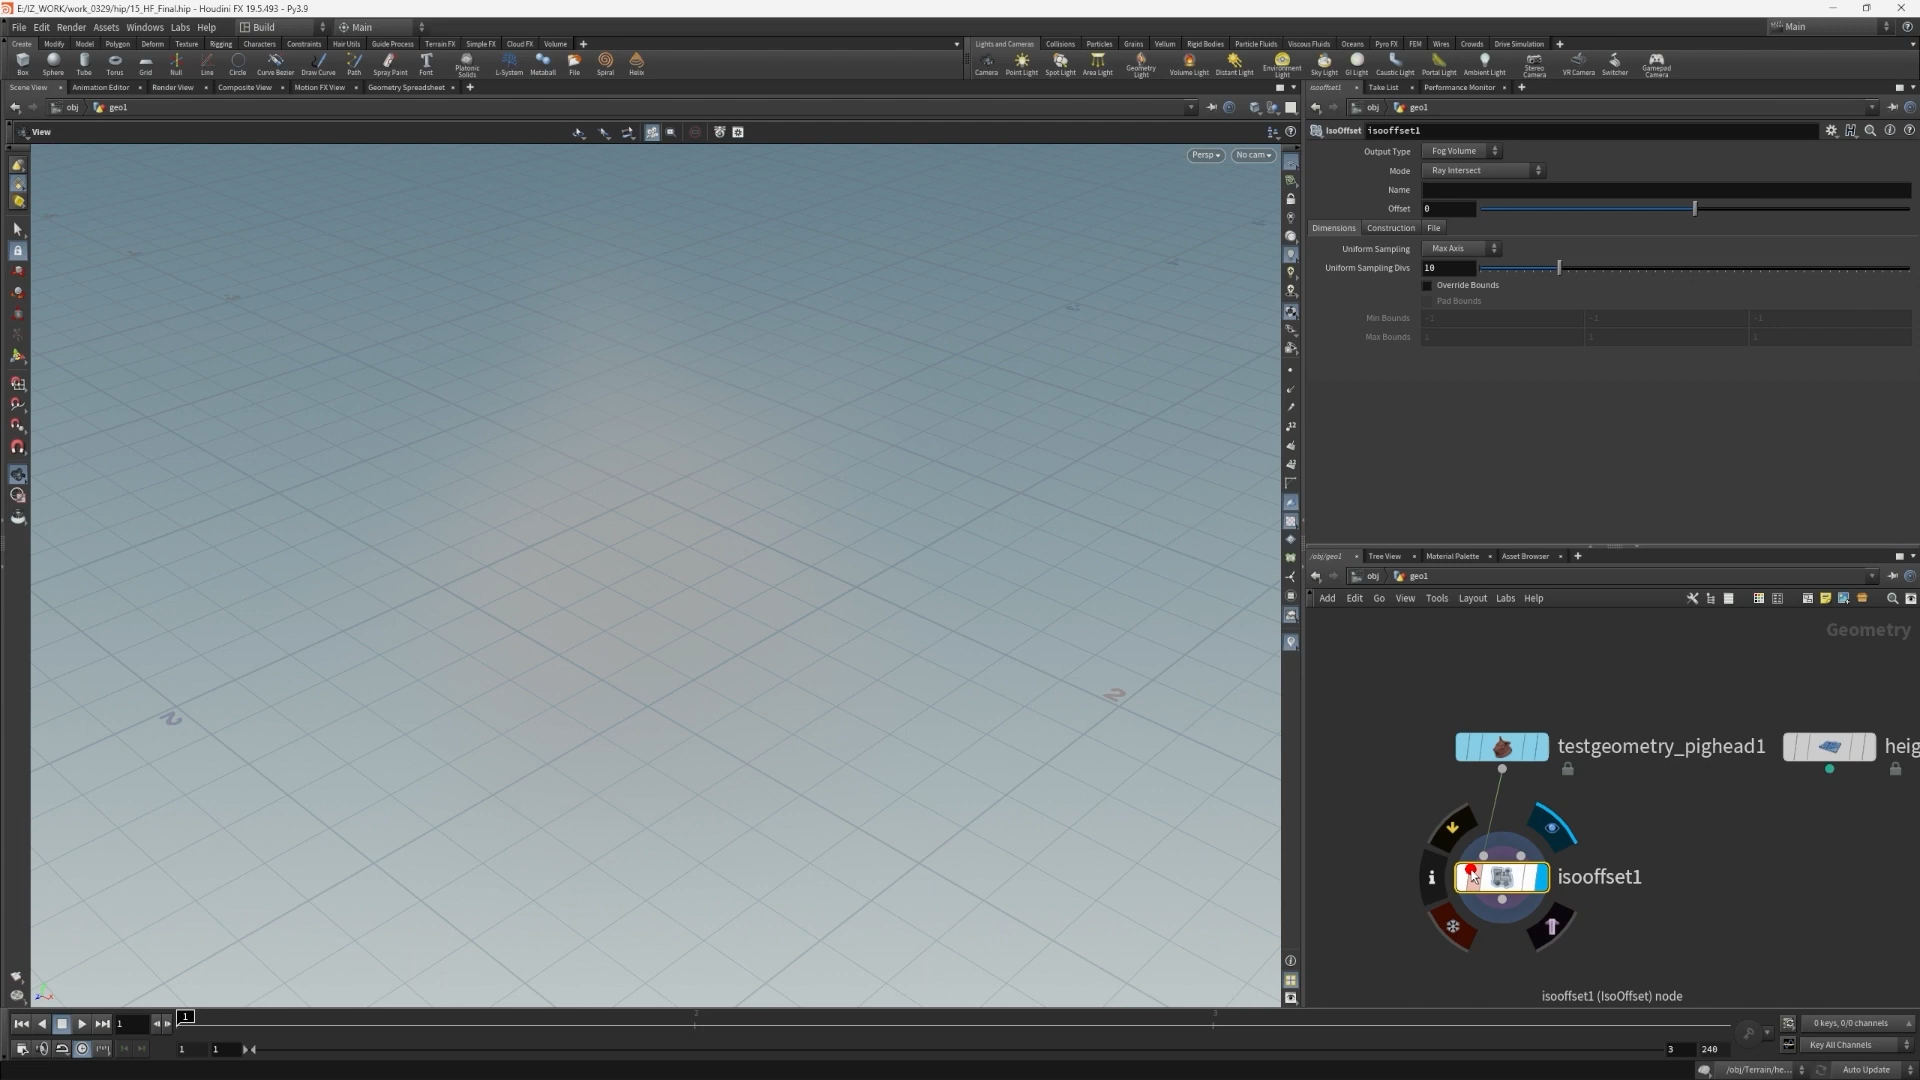 E:/IZ_WORK/work_0329/hip/15_HF_Final.hip - Houdini FX 19.5.493 - Py3.9
File Edit Render Assets Windows Labs Help Build Main Main
Create Modify Model Polygon Deform Texture Rigging Characters Constraints Hair Utils Guide Process Terrain FX Simple FX Cloud FX Volume
Lights and Cameras Collisions Particles Grains Vellum Rigid Bodies Particle Fluids Viscous Fluids Oceans Pyro FX FEM Wires Crowds Drive Simulation
Box Sphere Tube Torus Grid Null Line Circle Curve Bezier Draw Curve Path Spray Paint Font Platonic Solids L-System Metaball File Spiral Helix
Camera Point Light Spot Light Area Light Geometry Light Volume Light Distant Light Environment Light Sky Light GI Light Caustic Light Portal Light Ambient Light Stereo Camera VR Camera Switcher Gamepad Camera
Scene View Animation Editor Render View Composite View Motion FX View Geometry Spreadsheet
isooffset1 Take List Performance Monitor
obj geo1
obj geo1
View
IsoOffset isooffset1
Persp No cam
Output Type Fog Volume
Mode Ray Intersect
Name
Offset 0
Dimensions Construction File
Uniform Sampling Max Axis
Uniform Sampling Divs 10
Override Bounds
Pad Bounds
Min Bounds -1 -1 -1
Max Bounds 1 1 1
/obj/geo1 Tree View Material Palette Asset Browser
obj geo1
Add Edit Go View Tools Layout Labs Help
Geometry
2
2
testgeometry_pighead1
heig
isooffset1
isooffset1 (IsoOffset) node
1
1
2
3
0 keys, 0/0 channels
1
1
3
240
Key All Channels
/obj/Terrain/he...
Auto Update